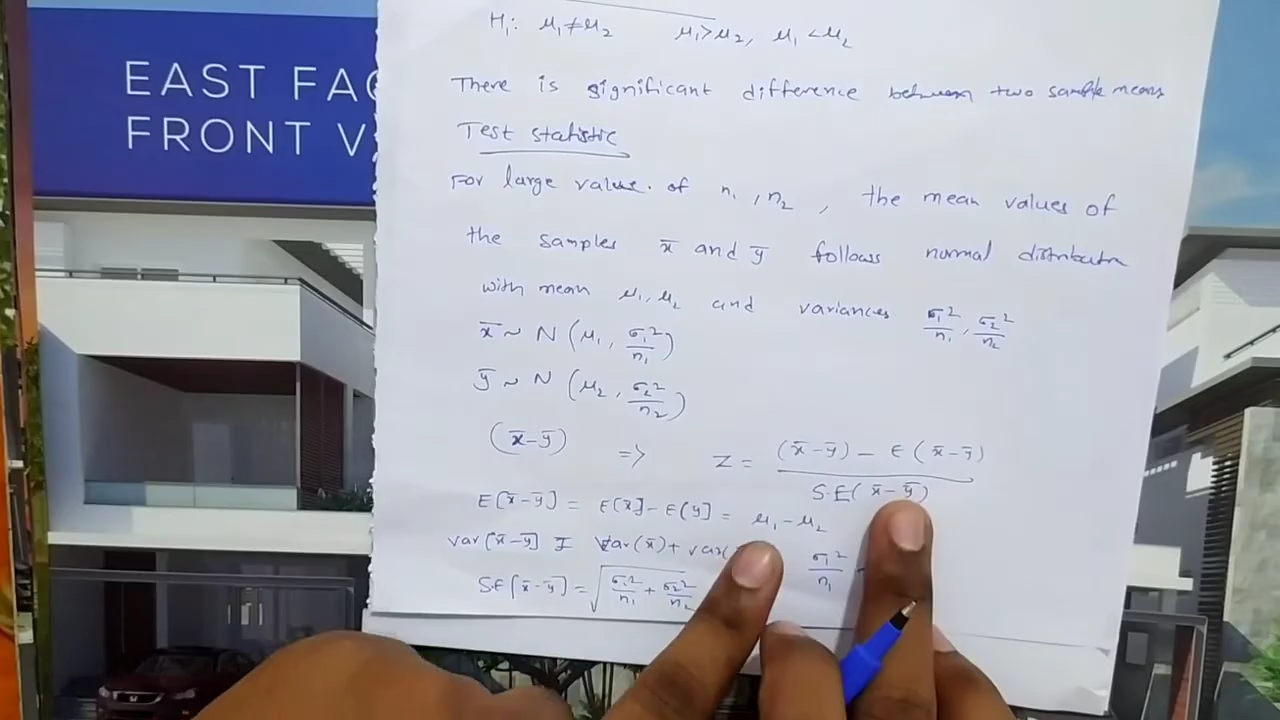 EAST FAC
FRONT V
H₁: μ₁≠μ₂ μ₁>μ₂, μ₁<μ₂
There is significant difference between two sample means
Test statistic
For large value. of n₁, n₂, the mean values of
the samples x̄ and ȳ follows normal distributn
with mean μ₁, μ₂ and variances σ₁²/n₁, σ₂²/n₂
x̄ ~ N (μ₁, σ₁²/n₁)
ȳ ~ N (μ₂, σ₂²/n₂)
(x̄-ȳ) => Z = (x̄-ȳ) - E(x̄-ȳ) / S.E(x̄-ȳ)
E[x̄-ȳ] = E[x̄] - E[ȳ] = μ₁-μ₂
Var[x̄-ȳ] = Var(x̄) + var( σ₁²/n₁
SE[x̄-ȳ] = √(σ₁²/n₁ + σ₂²/n₂